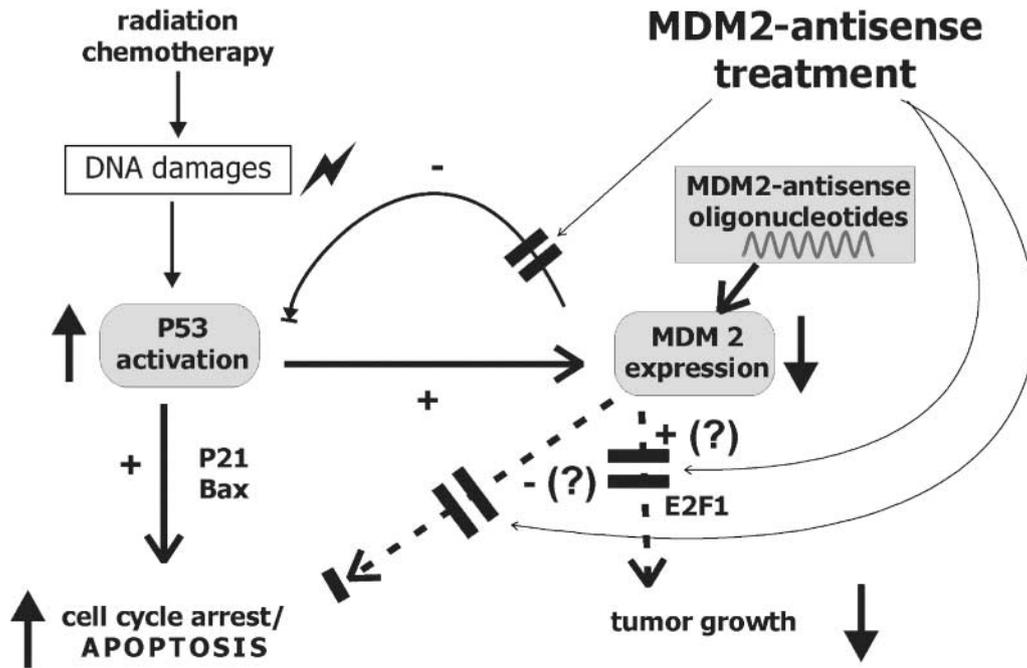 radiation
chemotherapy
MDM2-antisense
treatment
DNA damages
-
MDM2-antisense
oligonucleotides
P53
activation
MDM 2
expression
+
+
P21
Bax
+ (?)
- (?)
E2F1
cell cycle arrest/
APOPTOSIS
tumor growth